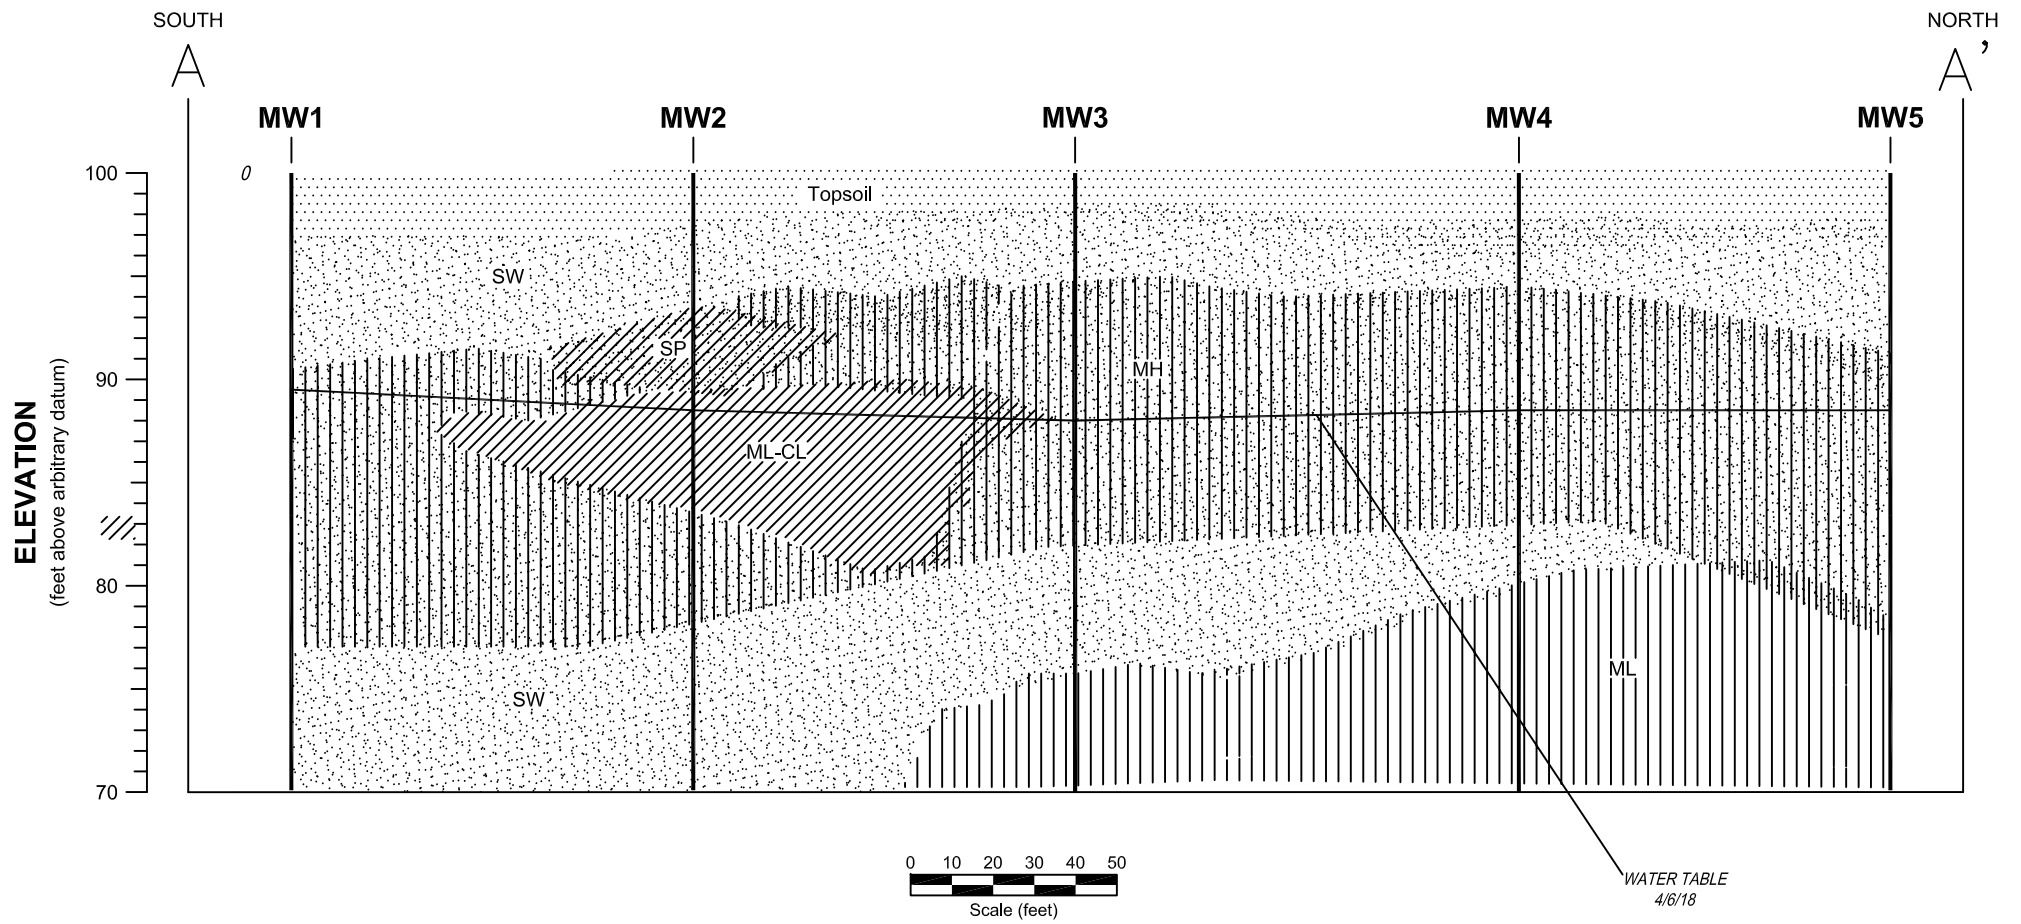 SOUTH
NORTH
A
A’
MW1
MW2
MW3
MW4
MW5
100
0
Topsoil
SW
SP
MH
90
ELEVATION
(feet above arbitrary datum)
ML-CL
80
ML
SW
70
0 10 20 30 40 50
Scale (feet)
WATER TABLE
4/6/18